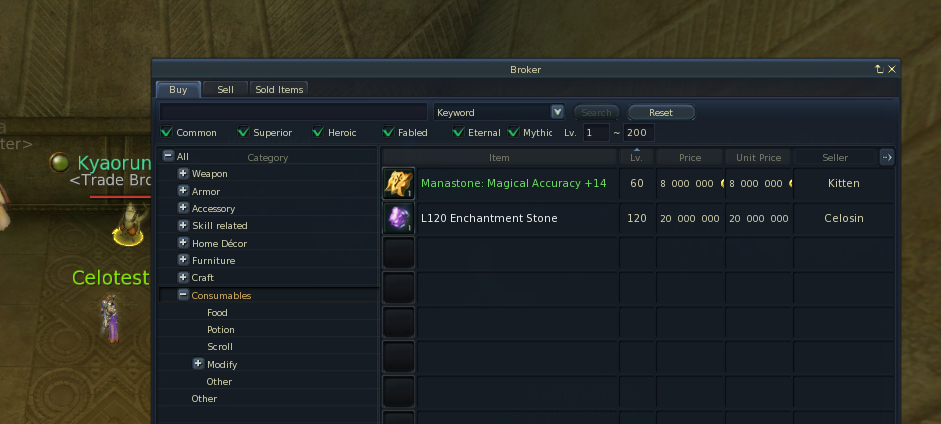 Broker
Buy Sell Sold Items
Keyword Search Reset
Common Superior Heroic Fabled Eternal Mythic Lv. 1 ~ 200
All Category
Item Lv. Price Unit Price Seller
Weapon
Armor
Accessory
Skill related
Home Décor
Furniture
Craft
Consumables
Food
Potion
Scroll
Modify
Other
Other
1 Manastone: Magical Accuracy +14 60 8 000 000 8 000 000 Kitten
1 L120 Enchantment Stone 120 20 000 000 20 000 000 Celosin
Kyaorun
<Trade Bro
Celotest